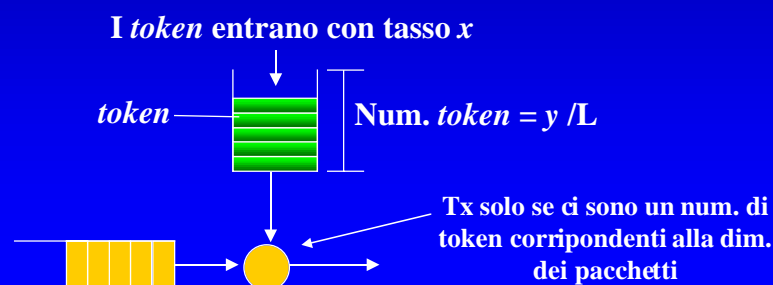 I token entrano con tasso x
token
Num. token = y /L
Tx solo se ci sono un num. di
token corripondenti alla dim.
dei pacchetti